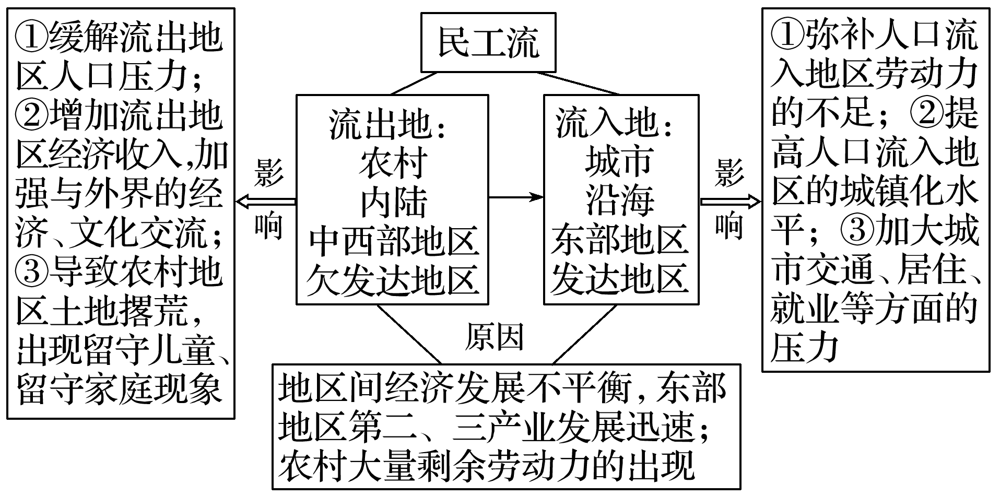 民工流
①缓解流出地
区人口压力；
②增加流出地
区经济收入,加
强与外界的经
济、文化交流；
③导致农村地
区土地撂荒，
出现留守儿童、
留守家庭现象
影
响
流出地：
农村
内陆
中西部地区
欠发达地区
流入地：
城市
沿海
东部地区
发达地区
影
响
①弥补人口流
入地区劳动力
的不足；②提
高人口流入地
区的城镇化水
平；③加大城
市交通、居住、
就业等方面的
压力
原因
地区间经济发展不平衡，东部
地区第二、三产业发展迅速；
农村大量剩余劳动力的出现